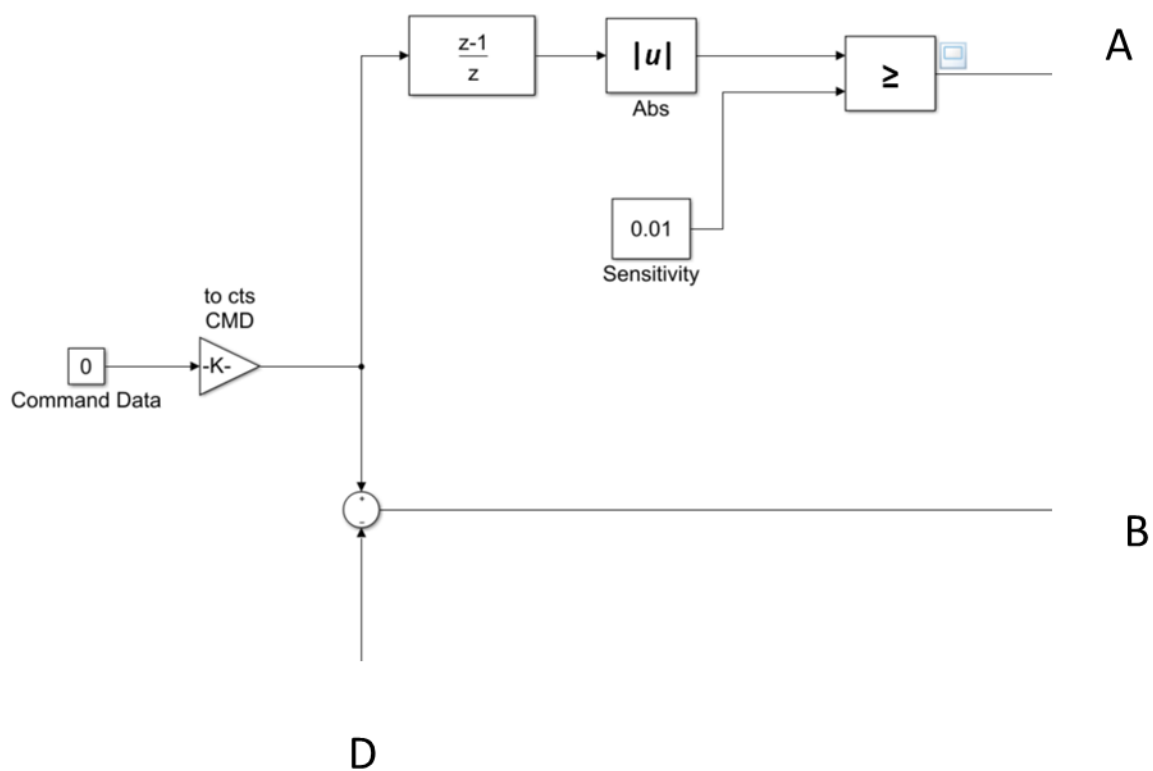 z-1
z
|u|
Abs
≥
A
0.01
Sensitivity
to cts
CMD
0
-K-
Command Data
+
−
B
D